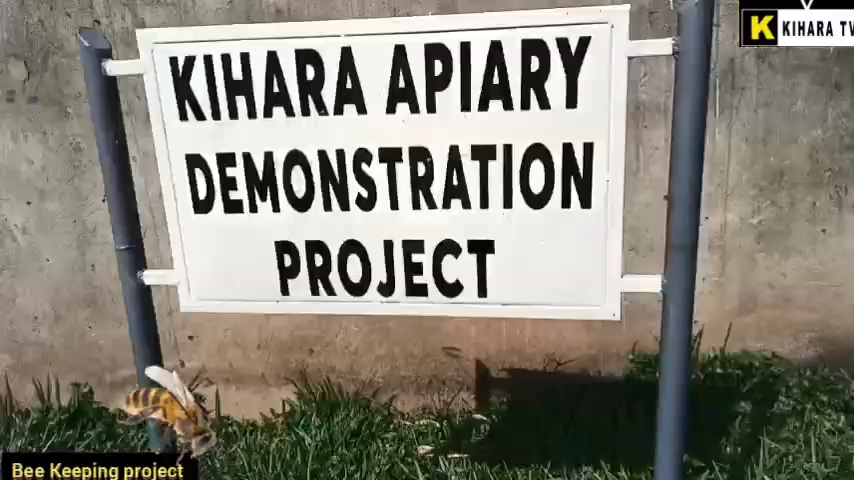 K KIHARA TV
KIHARA APIARY
DEMONSTRATION
PROJECT
Bee Keeping project